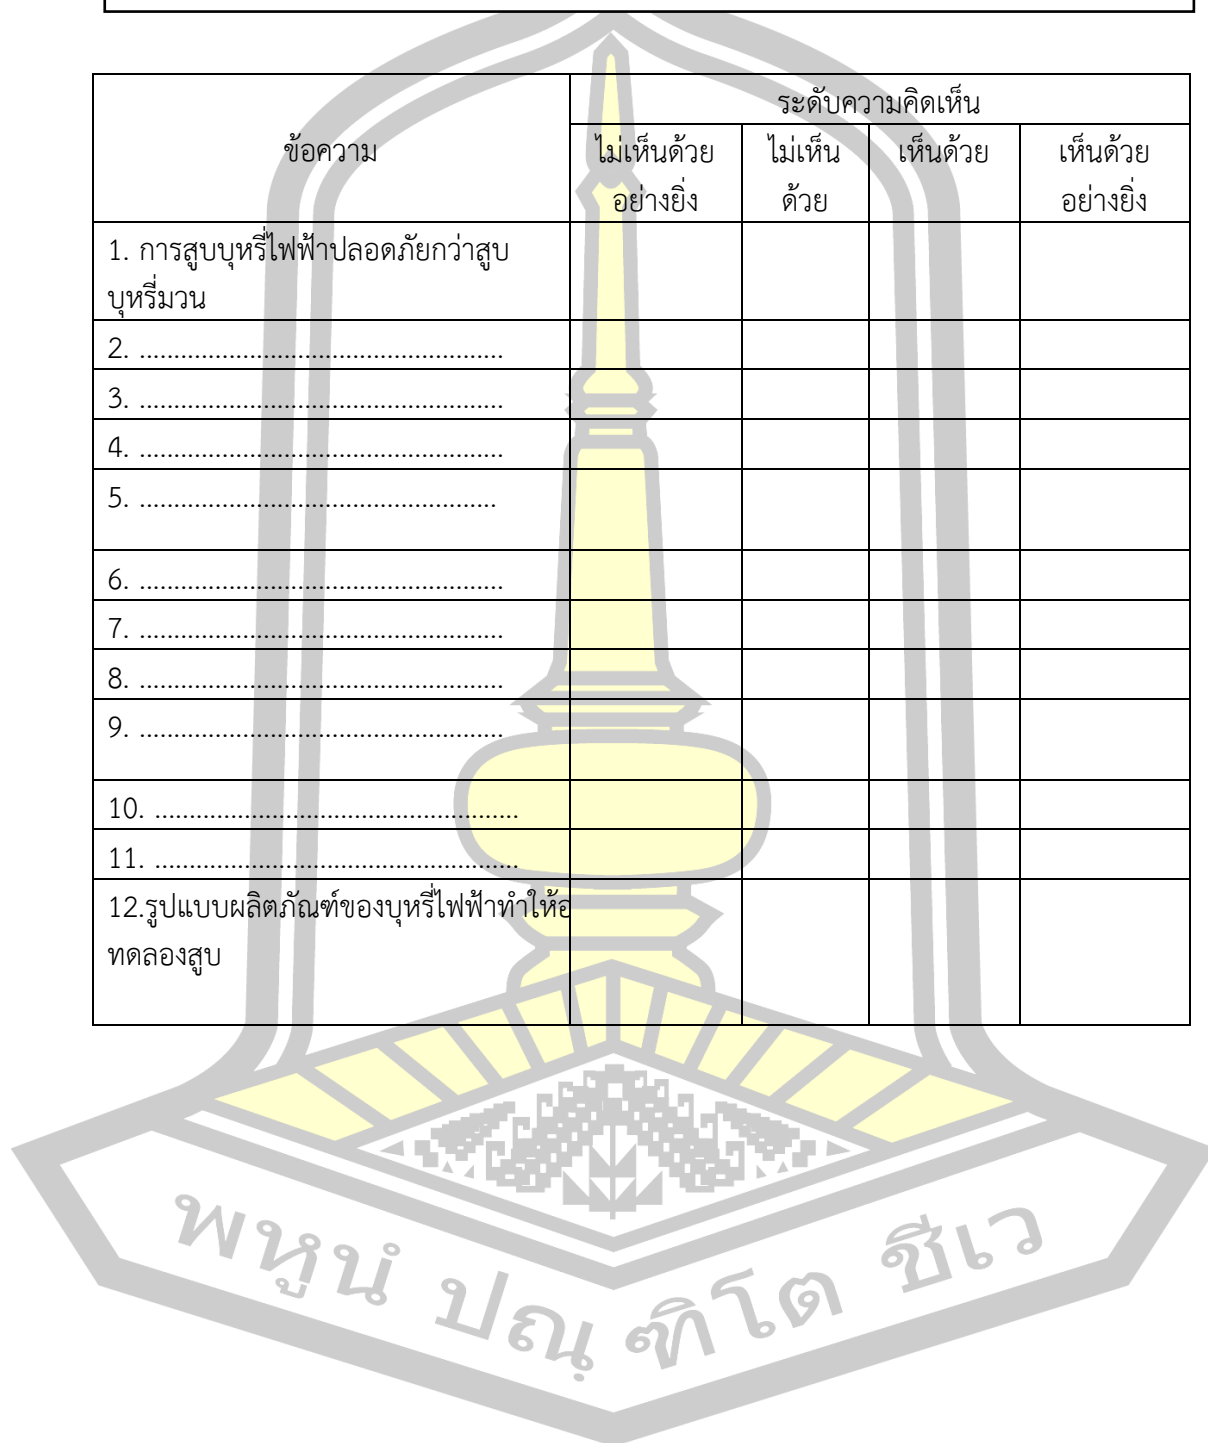 ระดับความคิดเห็น
ข้อความ
ไม่เห็นด้วย ไม่เห็น เห็นด้วย เห็นด้วย
อย่างยิ่ง ด้วย อย่างยิ่ง
1. การสูบบุหรี่ไฟฟ้าปลอดภัยกว่าสูบ
บุหรี่มวน
2. .....................................................
3. .....................................................
4. .....................................................
5. ....................................................
6. .....................................................
7. .....................................................
8. .....................................................
9. .....................................................
10. .....................................................
11. .....................................................
12.รูปแบบผลิตภัณฑ์ของบุหรี่ไฟฟ้าทำให้อ
ทดลองสูบ
พหูนํ ปณฺฑิโต ชีเว